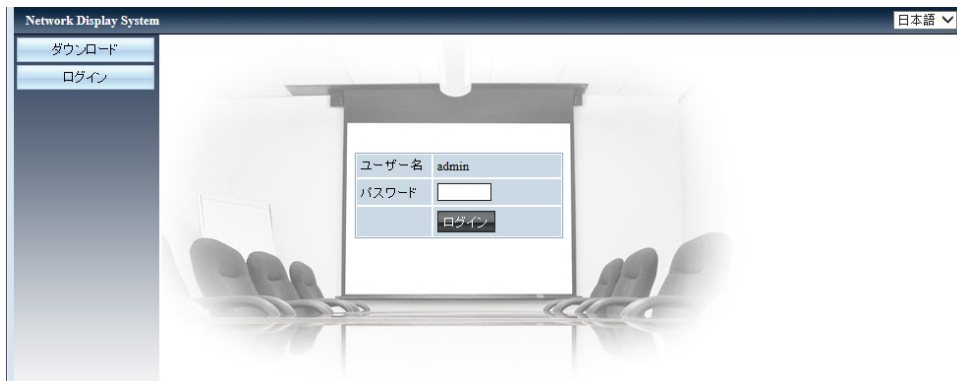 Network Display System
日本語
ダウンロード
ログイン
ユーザー名 admin
パスワード
ログイン